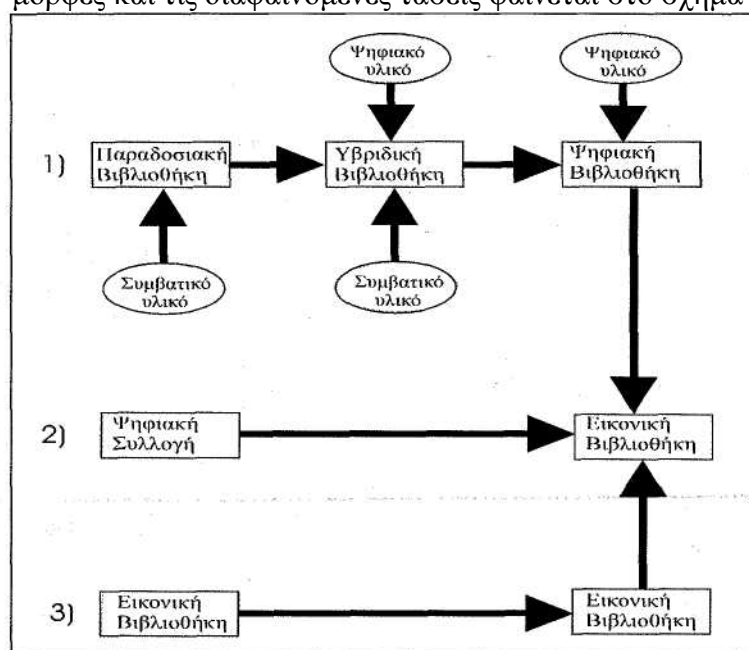 μορφές και τις διαφαινόμενες τάσεις φαίνεται στο σχήμα
Ψηφιακό
υλικό
Ψηφιακό
υλικό
1)
Παραδοσιακή
Βιβλιοθήκη
Υβριδική
Βιβλιοθήκη
Ψηφιακή
Βιβλιοθήκη
Συμβατικό
υλικό
Συμβατικό
υλικό
2)
Ψηφιακή
Συλλογή
Εικονική
Βιβλιοθήκη
3)
Εικονική
Βιβλιοθήκη
Εικονική
Βιβλιοθήκη